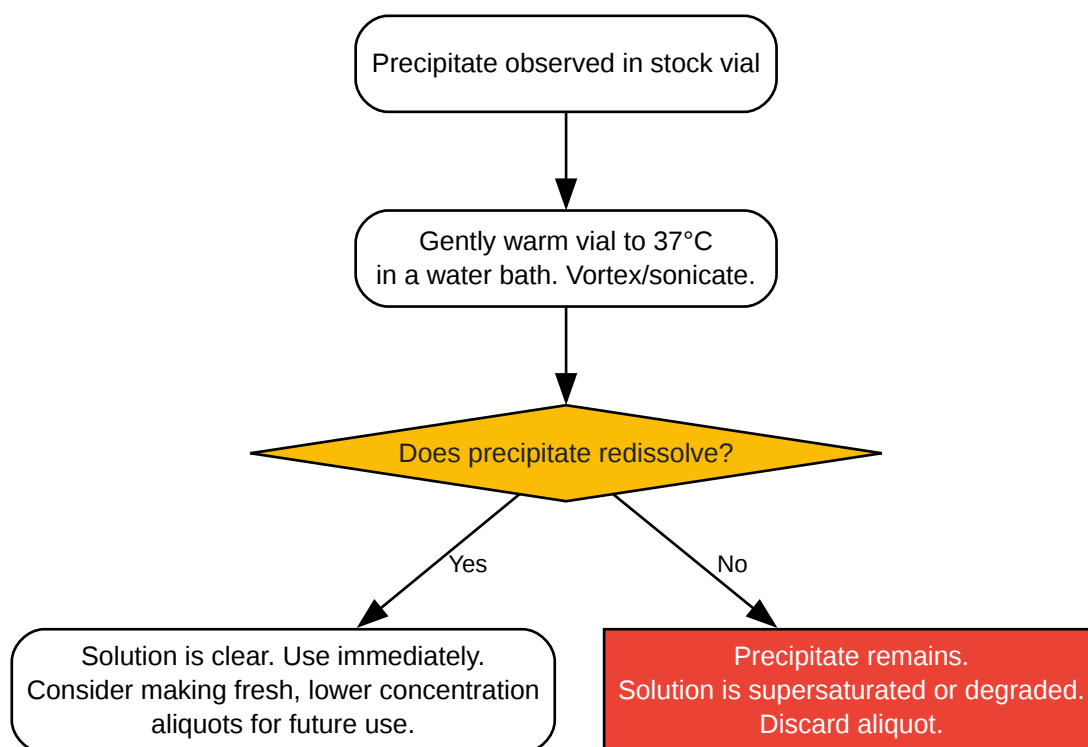 Precipitate observed in stock vial
Gently warm vial to 37°C
in a water bath. Vortex/sonicate.
Does precipitate redissolve?
Yes
No
Solution is clear. Use immediately.
Consider making fresh, lower concentration
aliquots for future use.
Precipitate remains.
Solution is supersaturated or degraded.
Discard aliquot.